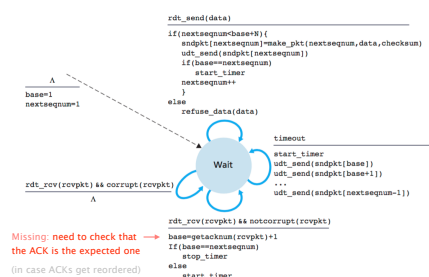 rdt_send(data)
if(nextseqnum<base+N){
sndpkt[nextseqnum]=make_pkt(nextseqnum,data,checksum)
udt_send(sndpkt[nextseqnum])
if(base==nextseqnum)
start_timer
nextseqnum++
}
else
refuse_data(data)
Λ
base=1
nextseqnum=1
timeout
start_timer
udt_send(sndpkt[base])
udt_send(sndpkt[base+1])
...
udt_send(sndpkt[nextseqnum-1])
Wait
rdt_rcv(rcvpkt) && corrupt(rcvpkt)
Λ
rdt_rcv(rcvpkt) && notcorrupt(rcvpkt)
base=getacknum(rcvpkt)+1
If(base==nextseqnum)
stop_timer
else
start_timer
Missing: need to check that
the ACK is the expected one
(in case ACKs get reordered)